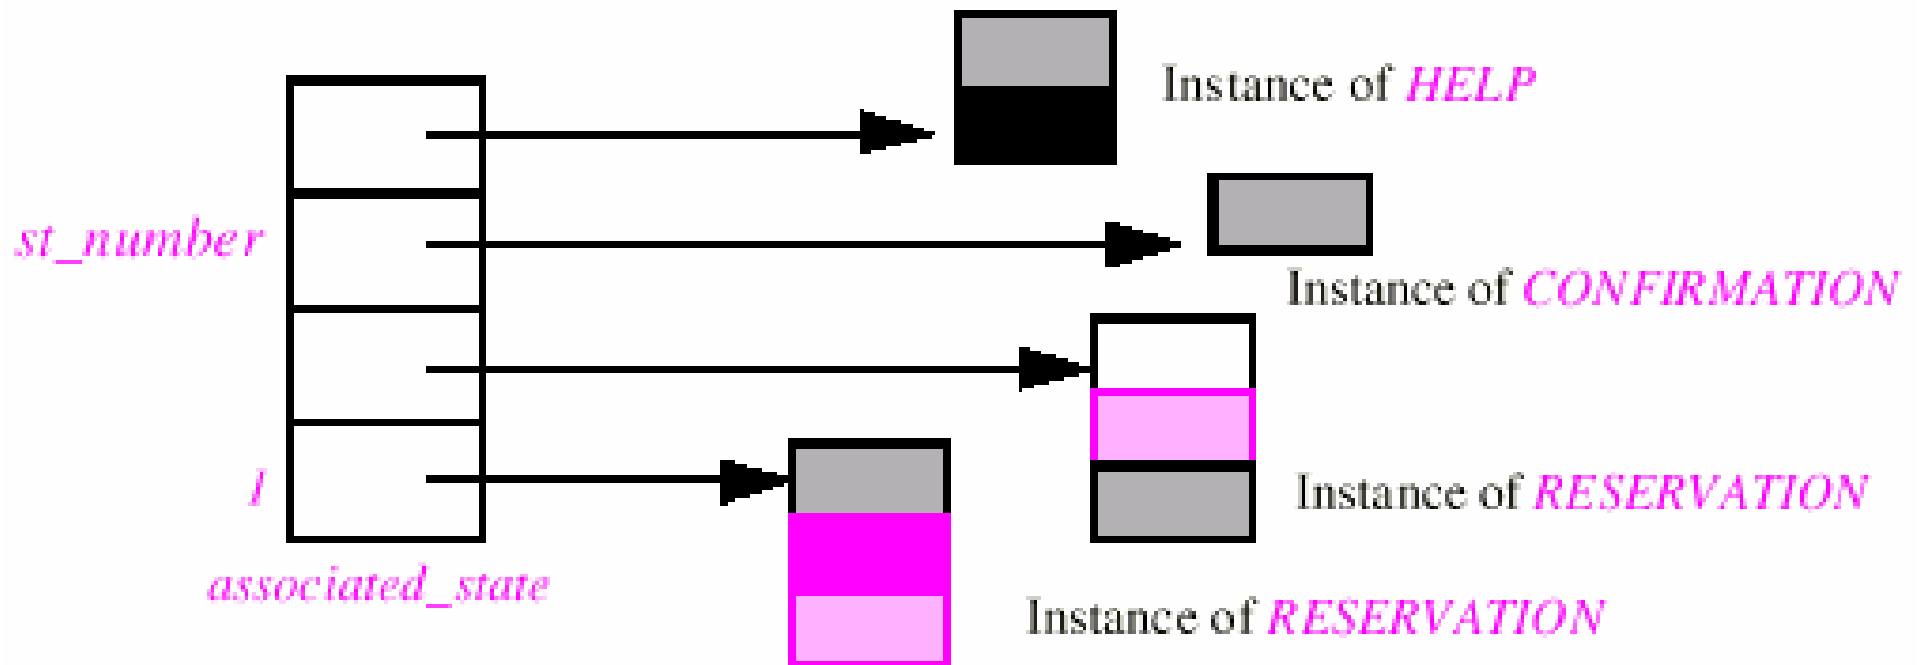 Instance of HELP
st_number
Instance of CONFIRMATION
1
Instance of RESERVATION
associated_state
Instance of RESERVATION